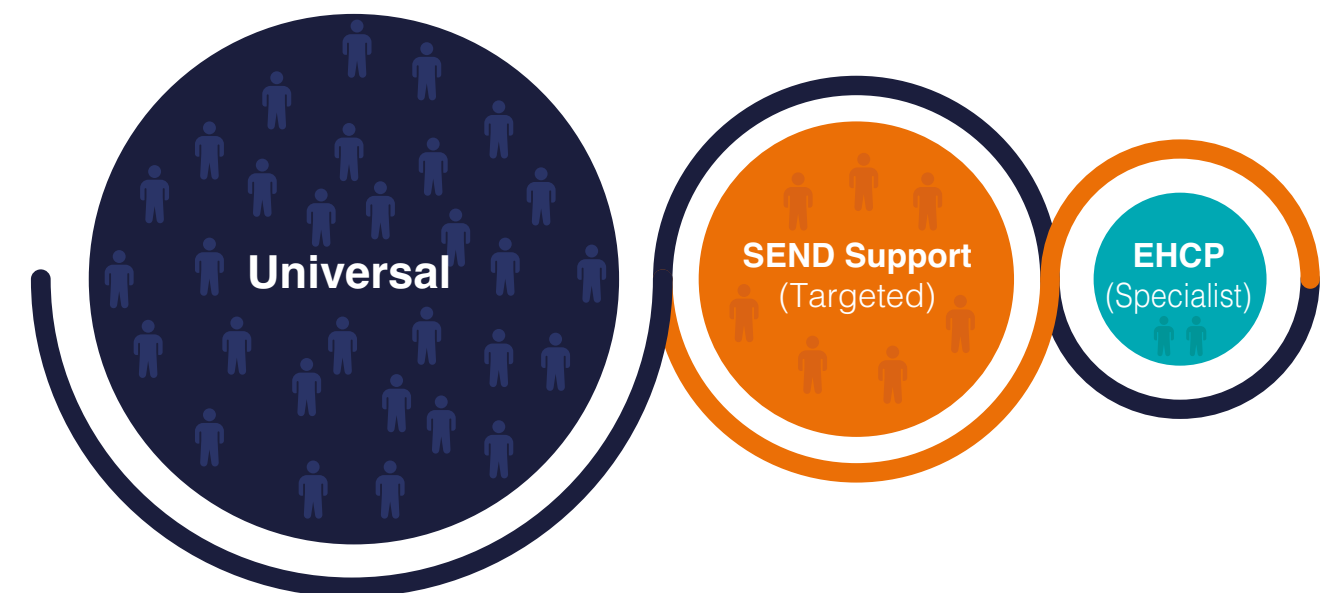 Universal
SEND Support
(Targeted)
EHCP
(Specialist)